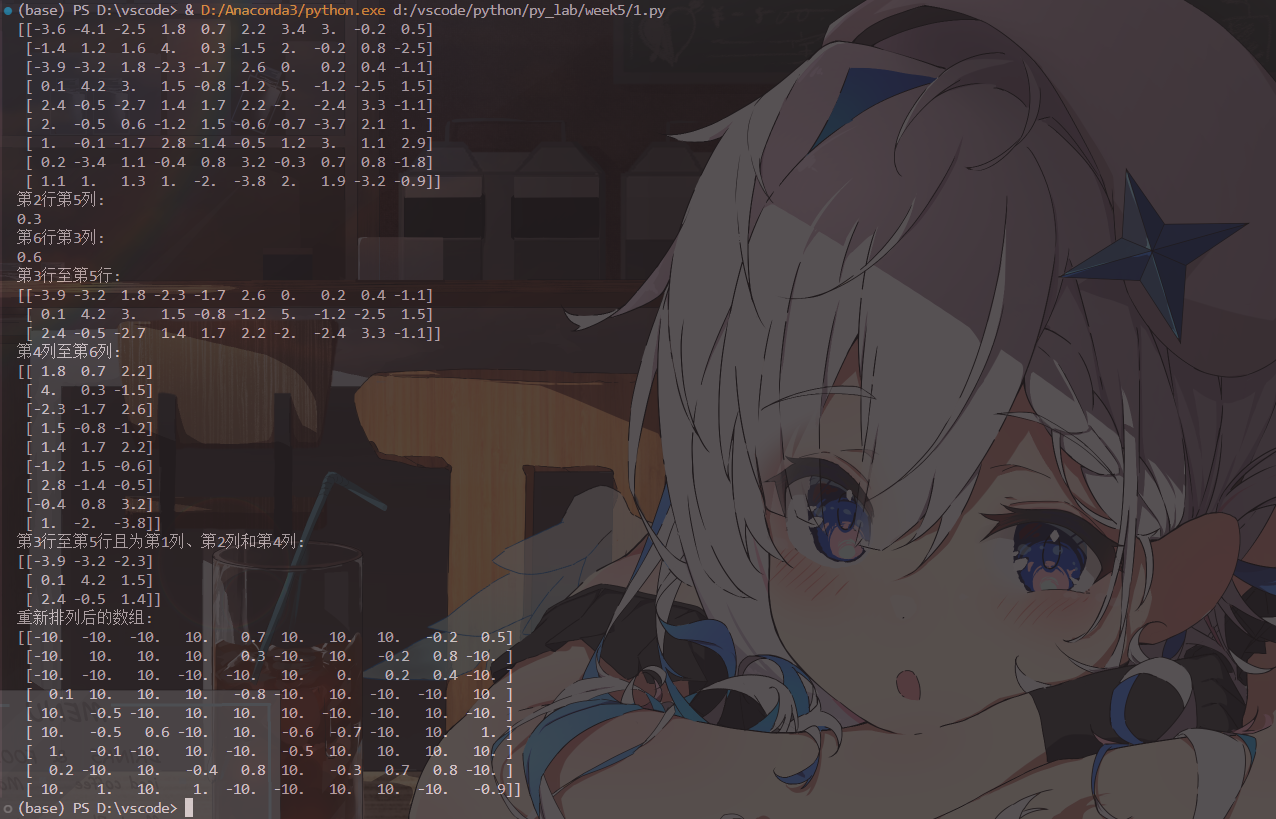 (base) PS D:\vscode> & D:/Anaconda3/python.exe d:/vscode/python/py_lab/week5/1.py
[[-3.6 -4.1 -2.5  1.8  0.7  2.2  3.4  3.  -0.2  0.5]
 [-1.4  1.2  1.6  4.   0.3 -1.5  2.  -0.2  0.8 -2.5]
 [-3.9 -3.2  1.8 -2.3 -1.7  2.6  0.   0.2  0.4 -1.1]
 [ 0.1  4.2  3.   1.5 -0.8 -1.2  5.  -1.2 -2.5  1.5]
 [ 2.4 -0.5 -2.7  1.4  1.7  2.2 -2.  -2.4  3.3 -1.1]
 [ 2.  -0.5  0.6 -1.2  1.5 -0.6 -0.7 -3.7  2.1  1. ]
 [ 1.  -0.1 -1.7  2.8 -1.4 -0.5  1.2  3.   1.1  2.9]
 [ 0.2 -3.4  1.1 -0.4  0.8  3.2 -0.3  0.7  0.8 -1.8]
 [ 1.1  1.   1.3  1.  -2.  -3.8  2.   1.9 -3.2 -0.9]]
第2行第5列:
0.3
第6行第3列:
0.6
第3行至第5行:
[[-3.9 -3.2  1.8 -2.3 -1.7  2.6  0.   0.2  0.4 -1.1]
 [ 0.1  4.2  3.   1.5 -0.8 -1.2  5.  -1.2 -2.5  1.5]
 [ 2.4 -0.5 -2.7  1.4  1.7  2.2 -2.  -2.4  3.3 -1.1]]
第4列至第6列:
[[ 1.8  0.7  2.2]
 [ 4.   0.3 -1.5]
 [-2.3 -1.7  2.6]
 [ 1.5 -0.8 -1.2]
 [ 1.4  1.7  2.2]
 [-1.2  1.5 -0.6]
 [ 2.8 -1.4 -0.5]
 [-0.4  0.8  3.2]
 [ 1.  -2.  -3.8]]
第3行至第5行且为第1列、第2列和第4列:
[[-3.9 -3.2 -2.3]
 [ 0.1  4.2  1.5]
 [ 2.4 -0.5  1.4]]
重新排列后的数组:
[[-10.  -10.  -10.   10.    0.7  10.   10.   10.   -0.2   0.5]
 [-10.   10.   10.   10.    0.3 -10.   10.   -0.2   0.8 -10. ]
 [-10.  -10.   10.  -10.  -10.   10.    0.    0.2   0.4 -10. ]
 [  0.1  10.   10.   10.   -0.8 -10.   10.  -10.  -10.   10. ]
 [ 10.   -0.5 -10.   10.   10.   10.  -10.  -10.   10.  -10. ]
 [ 10.   -0.5   0.6 -10.   10.   -0.6  -0.7 -10.   10.    1. ]
 [  1.   -0.1 -10.   10.  -10.   -0.5  10.   10.   10.   10. ]
 [  0.2 -10.   10.   -0.4   0.8  10.   -0.3   0.7   0.8 -10. ]
 [ 10.    1.   10.    1.  -10.  -10.   10.   10.  -10.   -0.9]]
(base) PS D:\vscode>